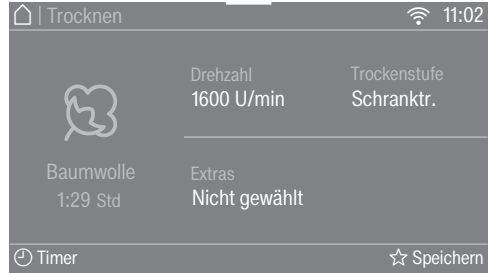 | Trocknen 11:02
Drehzahl Trockenstufe
1600 U/min Schranktr.
Baumwolle Extras
1:29 Std Nicht gewählt
Timer Speichern